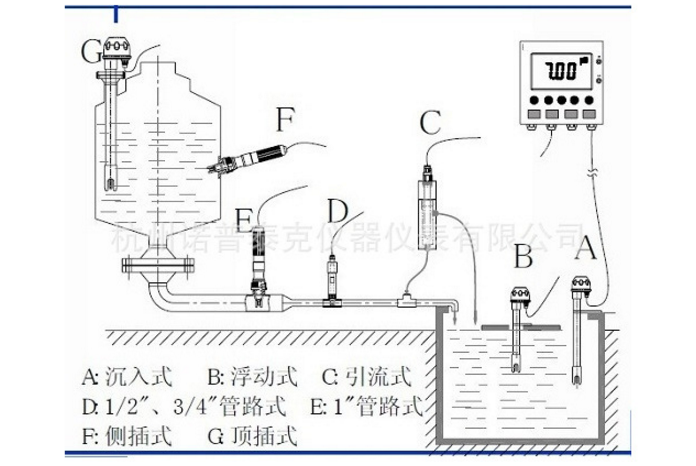 G
7.00
F
C
E
D
B
A
杭州诺普泰克仪器仪表有限公司
A: 沉入式 B: 浮动式 C: 引流式
D: 1/2"、3/4"管路式 E: 1"管路式
F: 侧插式 G: 顶插式